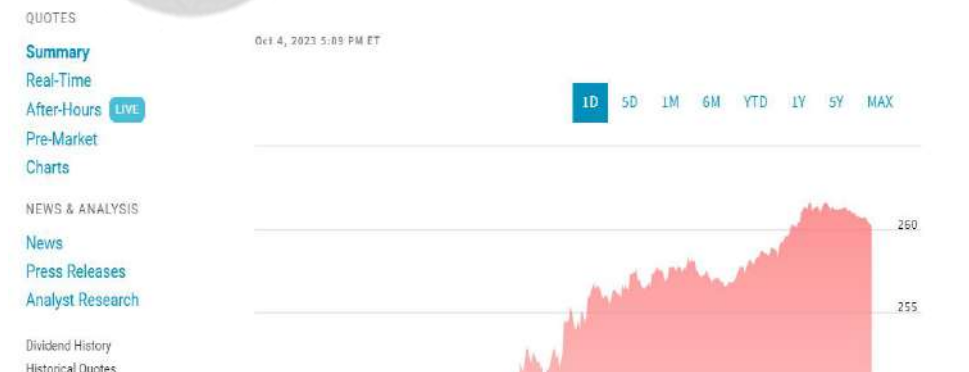 QUOTES
Summary
Real-Time
After-Hours LIVE
Pre-Market
Charts
NEWS & ANALYSIS
News
Press Releases
Analyst Research
Dividend History
Historical Quotes
Oct 4, 2023 5:09 PM ET
1D 5D 1M 6M YTD 1Y 5Y MAX
260
255